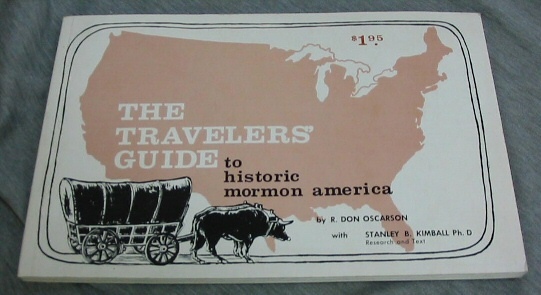 $1.95
THE
TRAVELERS'
GUIDE to
historic
mormon america
by R. DON OSCARSON
with STANLEY B. KIMBALL Ph. D
Research and Text